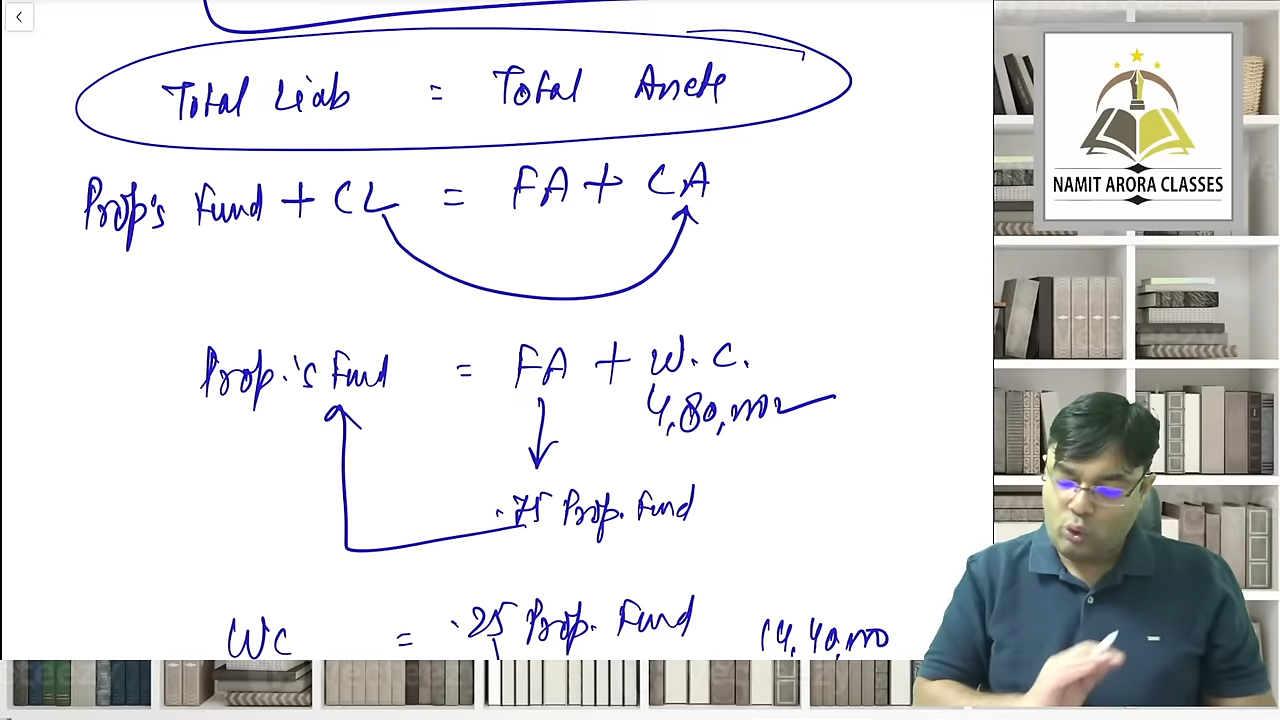 Total Liab = Total Assets
Prop's Fund + CL = FA + CA
Prop.'s Fund = FA + W.C.
4,80,000
.75 Prop. Fund
WC = .25 Prop. Fund 14,40,000
NAMIT ARORA CLASSES